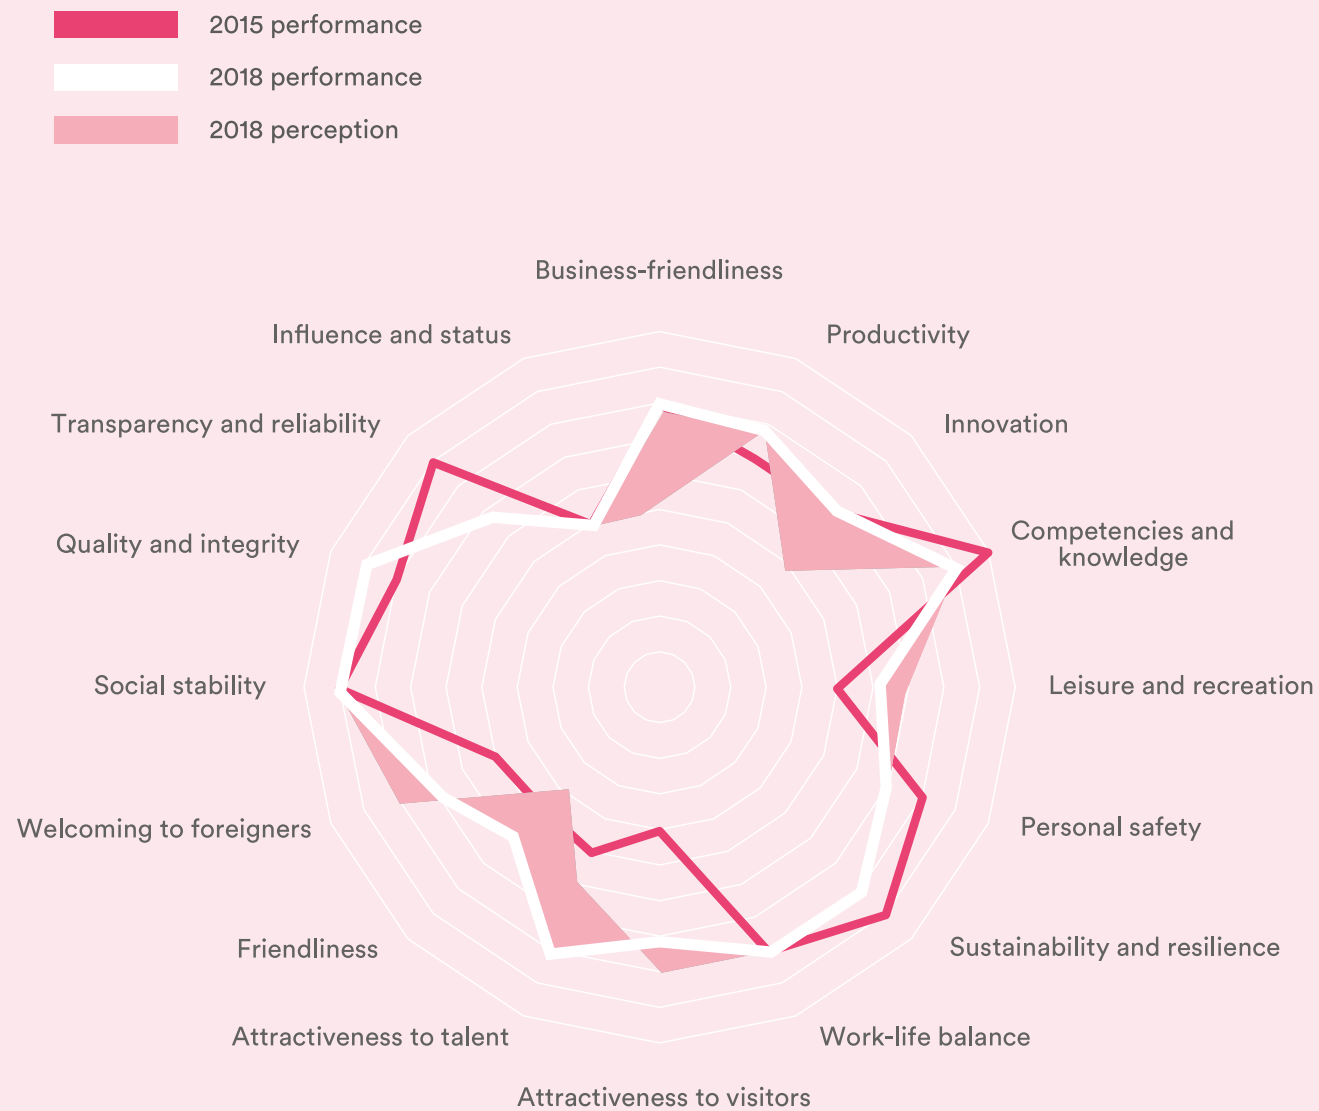 2015 performance
2018 performance
2018 perception
Business-friendliness
Influence and status
Productivity
Transparency and reliability
Innovation
Quality and integrity
Competencies and
knowledge
Social stability
Leisure and recreation
Welcoming to foreigners
Personal safety
Friendliness
Sustainability and resilience
Attractiveness to talent
Work-life balance
Attractiveness to visitors